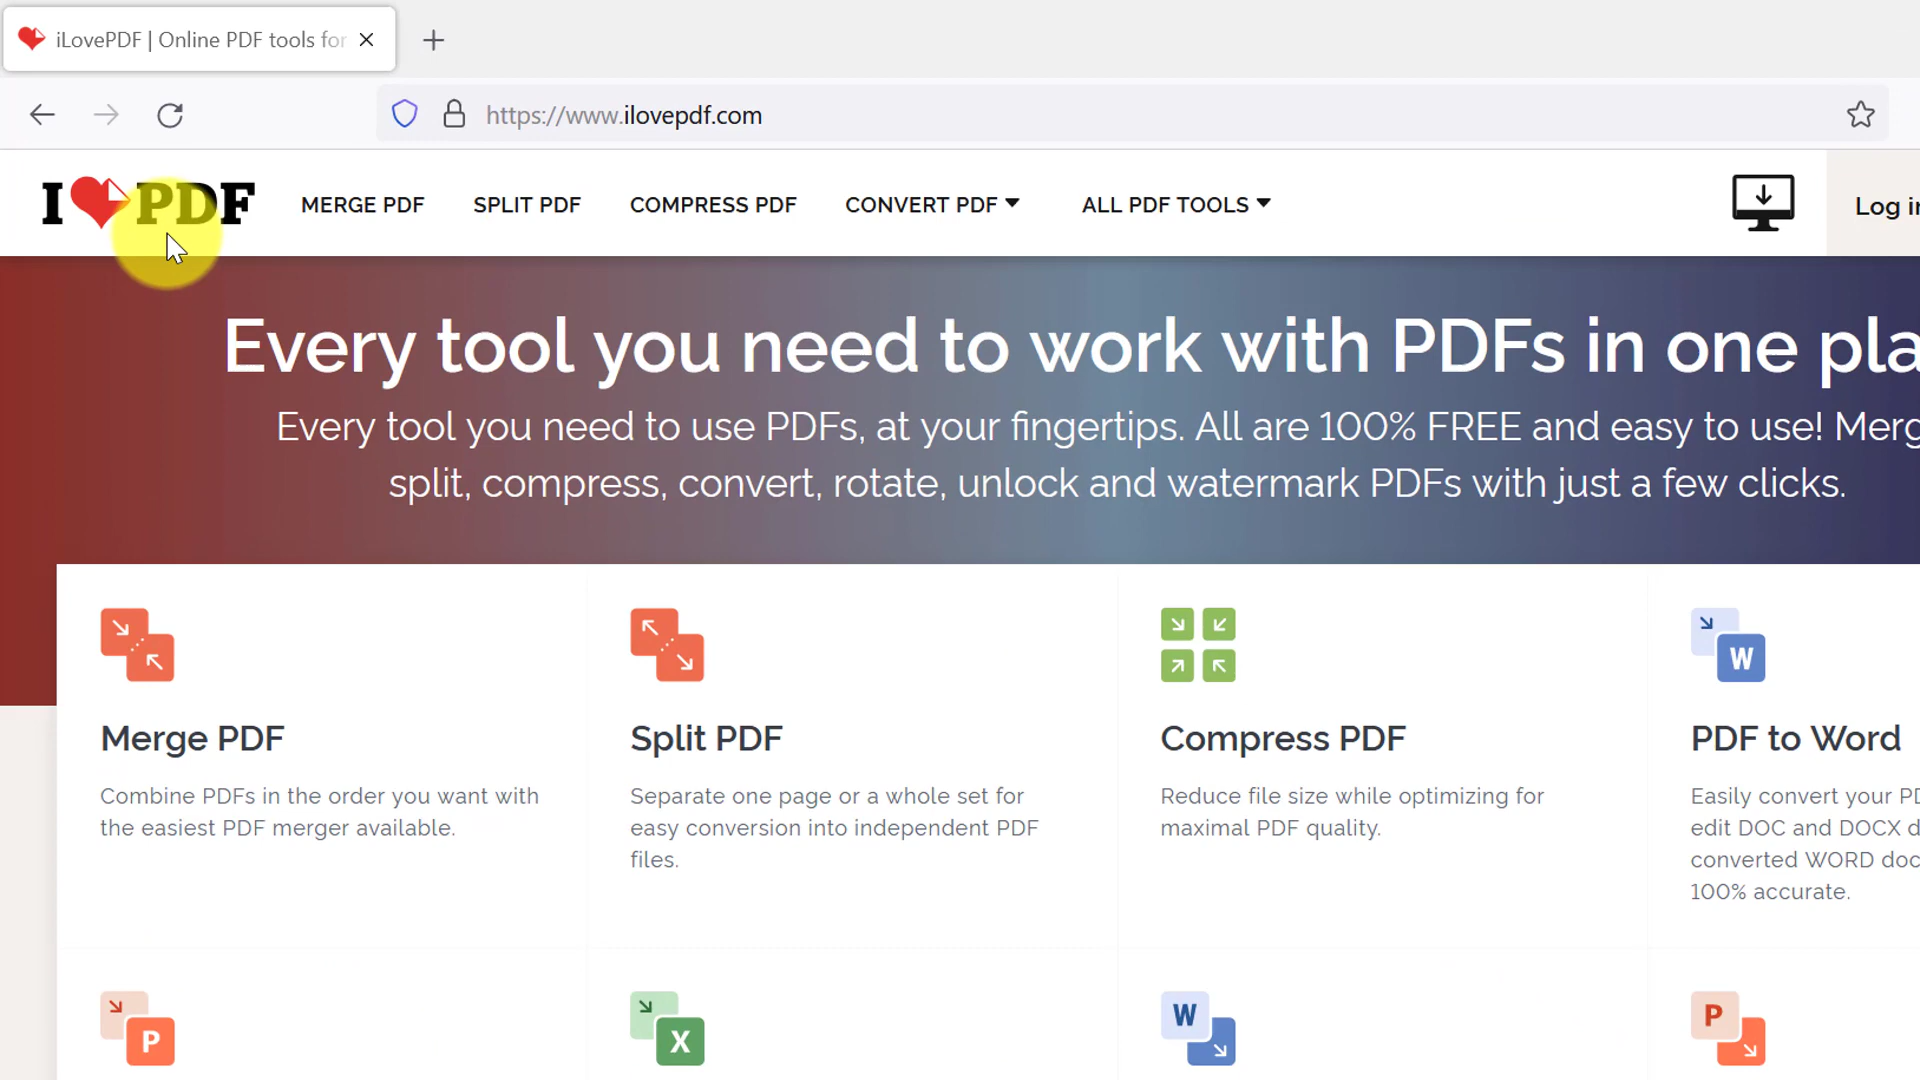 iLovePDF | Online PDF tools for
https://www.ilovepdf.com
I PDF
MERGE PDF
SPLIT PDF
COMPRESS PDF
CONVERT PDF
ALL PDF TOOLS
Log in
Every tool you need to work with PDFs in one pla
Every tool you need to use PDFs, at your fingertips. All are 100% FREE and easy to use! Merg
split, compress, convert, rotate, unlock and watermark PDFs with just a few clicks.
Merge PDF
Combine PDFs in the order you want with
the easiest PDF merger available.
Split PDF
Separate one page or a whole set for
easy conversion into independent PDF
files.
Compress PDF
Reduce file size while optimizing for
maximal PDF quality.
W
PDF to Word
Easily convert your PD
edit DOC and DOCX d
converted WORD doc
100% accurate.
P
X
W
P